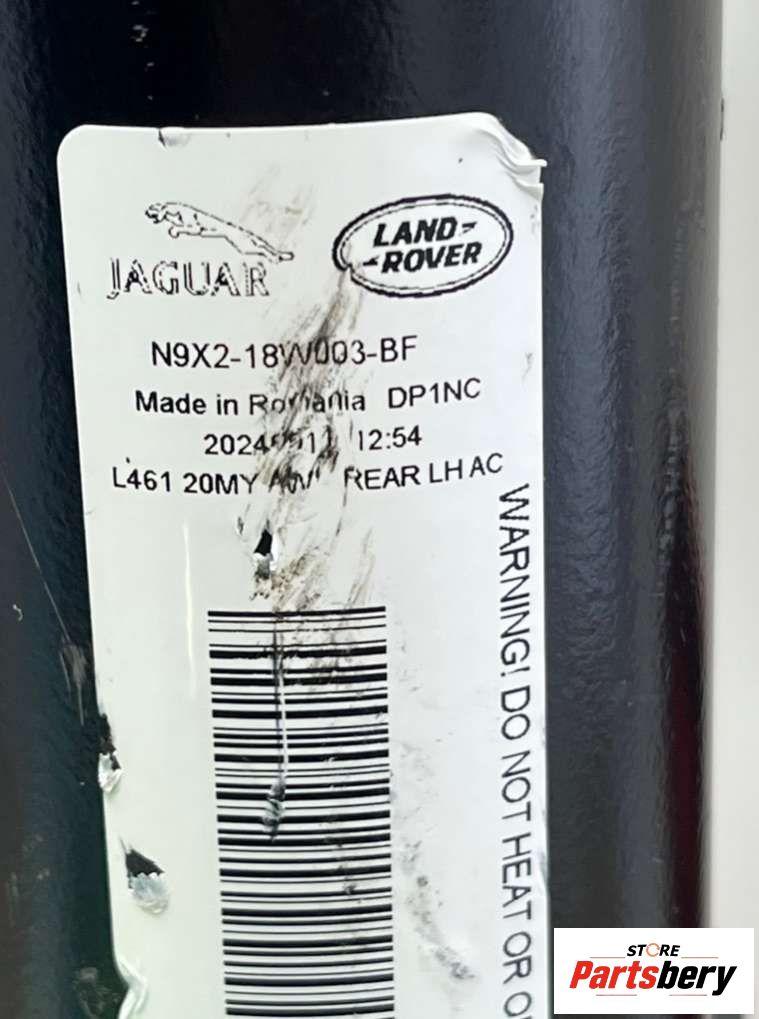 JAGUAR
LAND-
-ROVER
N9X2-18W003-BF
Made in Romania DP1NC
12:54
L461 20MY REAR LH AC
WARNING! DO NOT HEAT OR
STORE
Partsbery